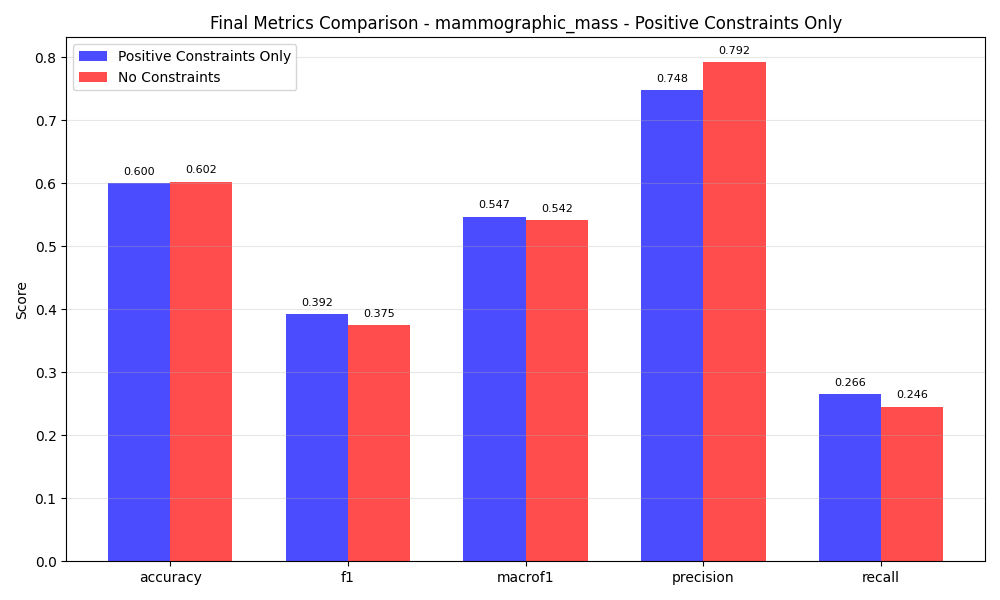 Final Metrics Comparison - mammographic_mass - Positive Constraints Only
Positive Constraints Only
No Constraints
Score
0.8
0.7
0.6
0.5
0.4
0.3
0.2
0.1
0.0
0.600
0.602
0.392
0.375
0.547
0.542
0.748
0.792
0.266
0.246
accuracy
f1
macrof1
precision
recall